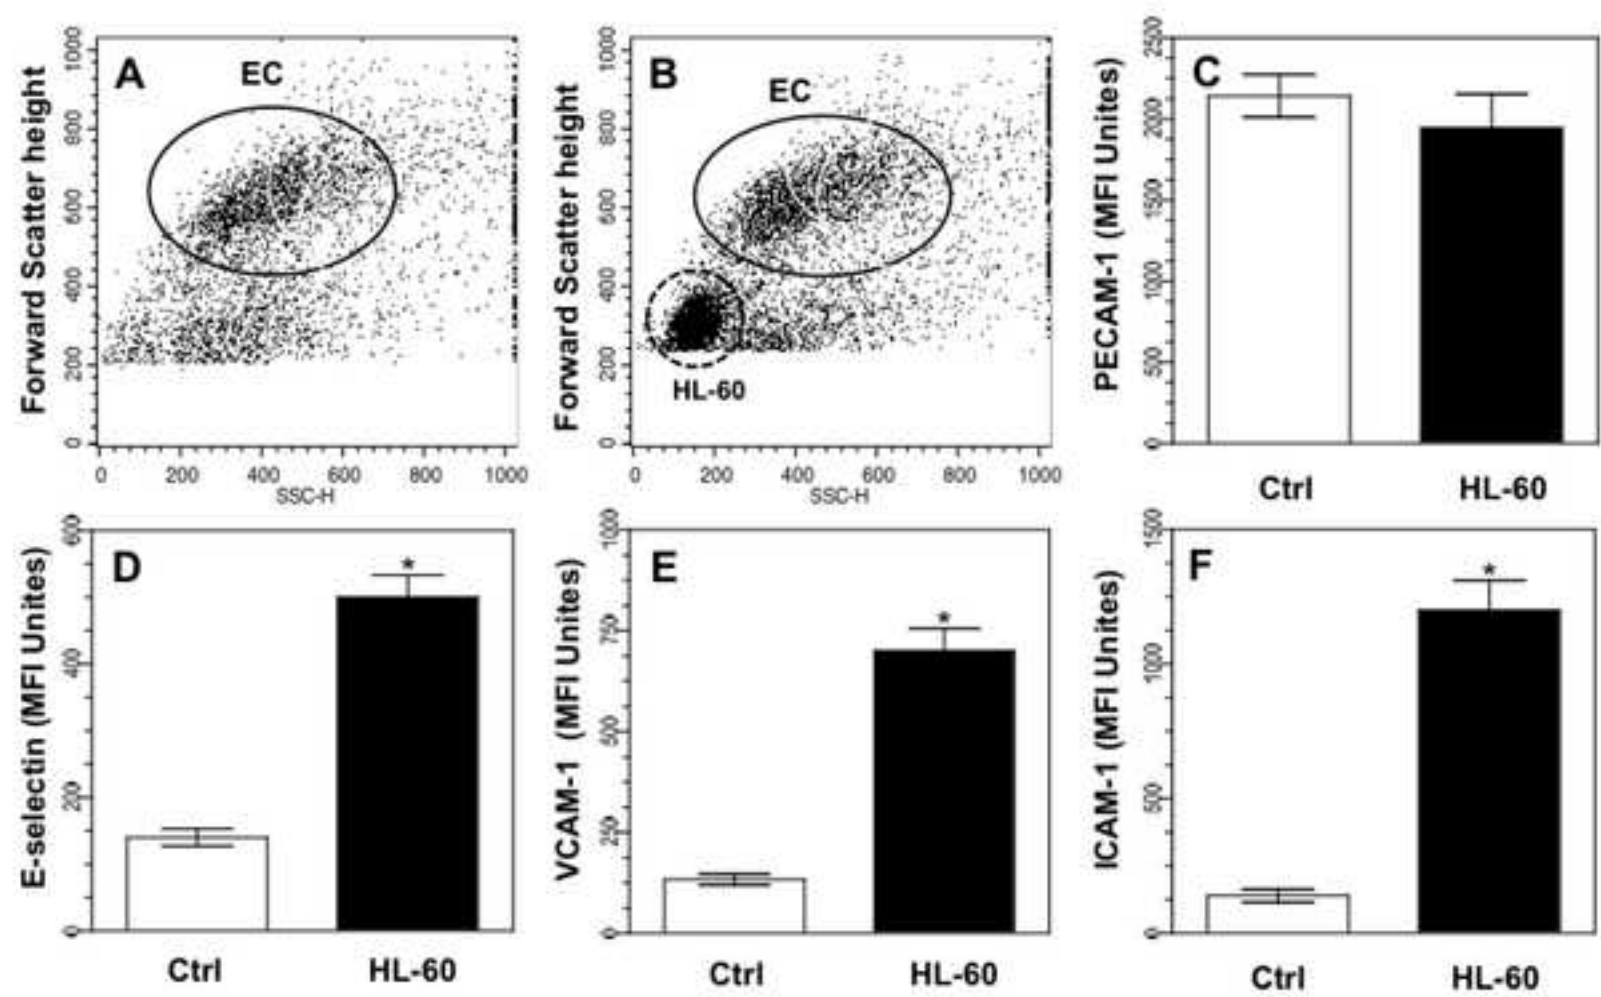 A
EC
Forward Scatter height
1000
800
600
400
200
0
0 200 400 600 800 1000
SSC-H
B
EC
HL-60
Forward Scatter height
1000
800
600
400
200
0
0 200 400 600 800 1000
SSC-H
C
PECAM-1 (MFI Unites)
2500
2000
1500
1000
500
0
Ctrl HL-60
D
E-selectin (MFI Unites)
600
400
200
0
*
Ctrl HL-60
E
VCAM-1 (MFI Unites)
1000
750
500
250
0
*
Ctrl HL-60
F
ICAM-1 (MFI Unites)
1500
1000
500
0
*
Ctrl HL-60